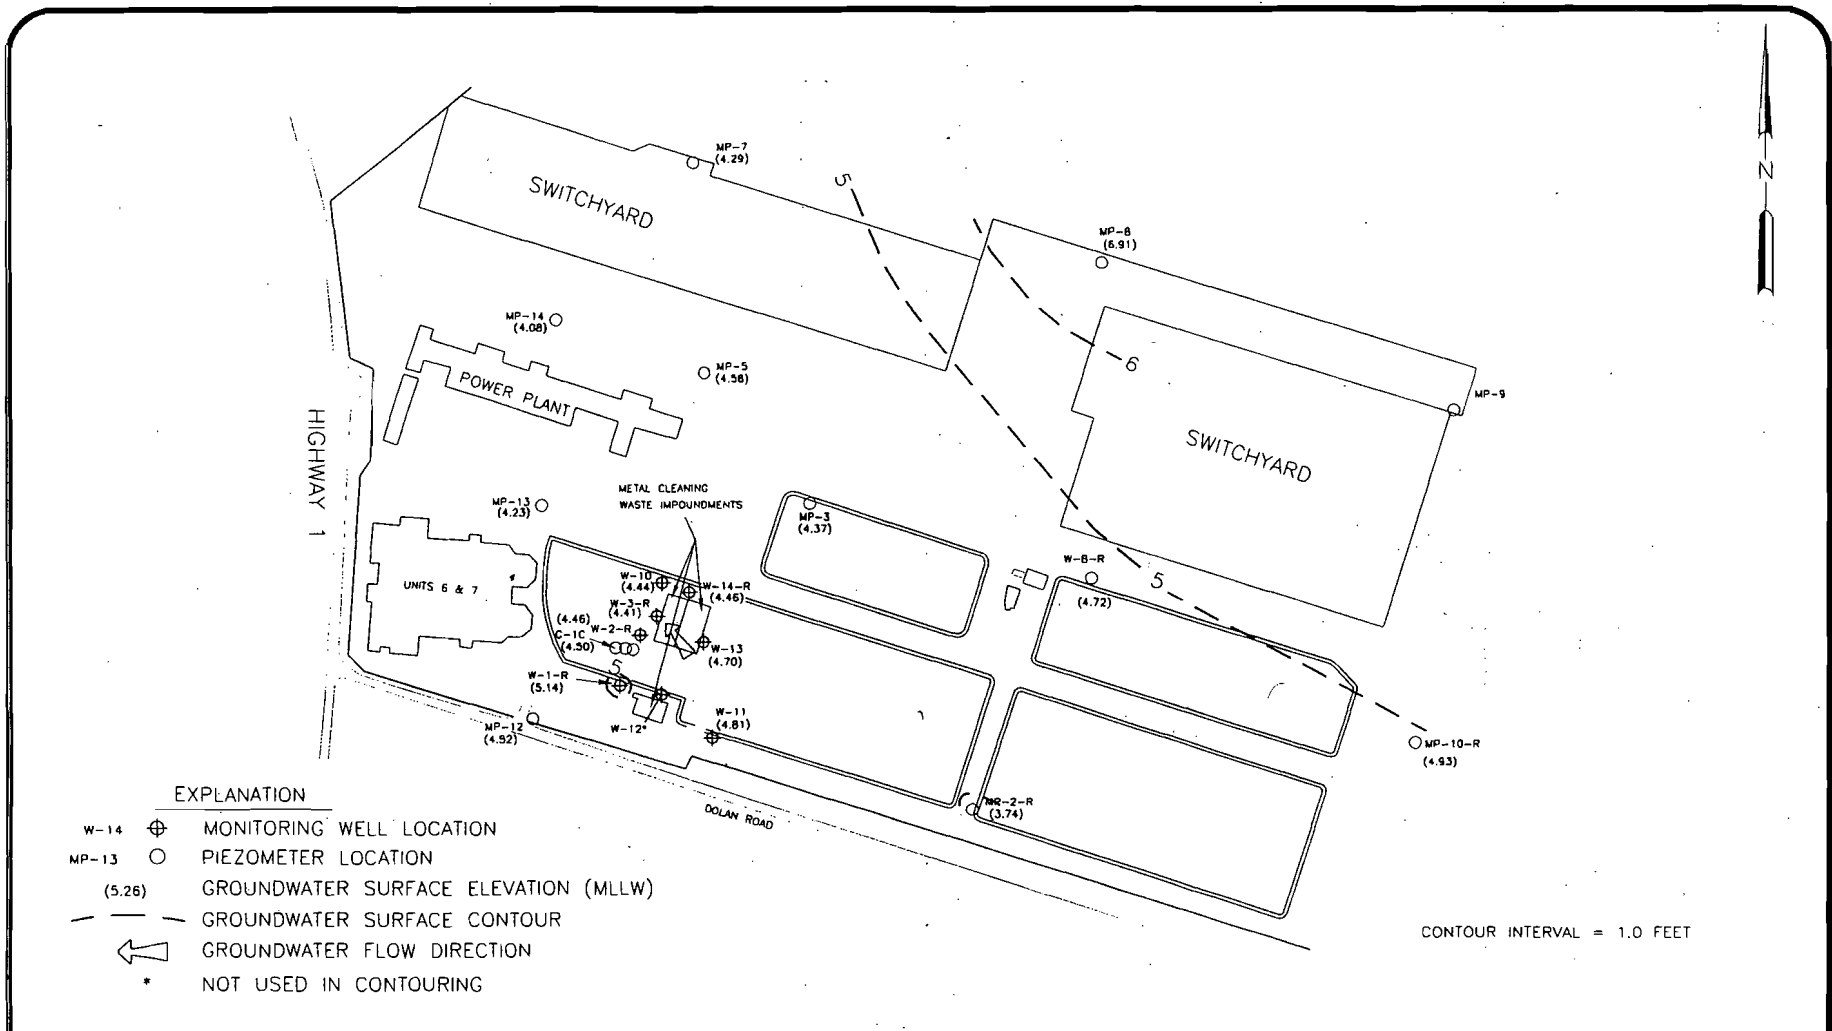 N
MP-7
(4.29)
SWITCHYARD
5
MP-8
(6.91)
6
MP-14
(4.08)
MP-5
(4.58)
POWER PLANT
MP-9
SWITCHYARD
HIGHWAY 1
METAL CLEANING
WASTE IMPOUNDMENTS
MP-13
(4.23)
MP-3
(4.37)
UNITS 6 & 7
W-10
(4.44)
W-14-R
(4.46)
W-8-R
(4.72)
5
W-3-R
(4.41)
(4.46)
W-2-R
C-1C
(4.50)
W-13
(4.70)
5
W-1-R
(5.14)
W-11
(4.81)
W-12*
MP-12
(4.92)
MP-10-R
(4.93)
MP-2-R
(3.74)
DOLAN ROAD
EXPLANATION
W-14 MONITORING WELL LOCATION
MP-13 PIEZOMETER LOCATION
(5.26) GROUNDWATER SURFACE ELEVATION (MLLW)
GROUNDWATER SURFACE CONTOUR
GROUNDWATER FLOW DIRECTION
* NOT USED IN CONTOURING
CONTOUR INTERVAL = 1.0 FEET